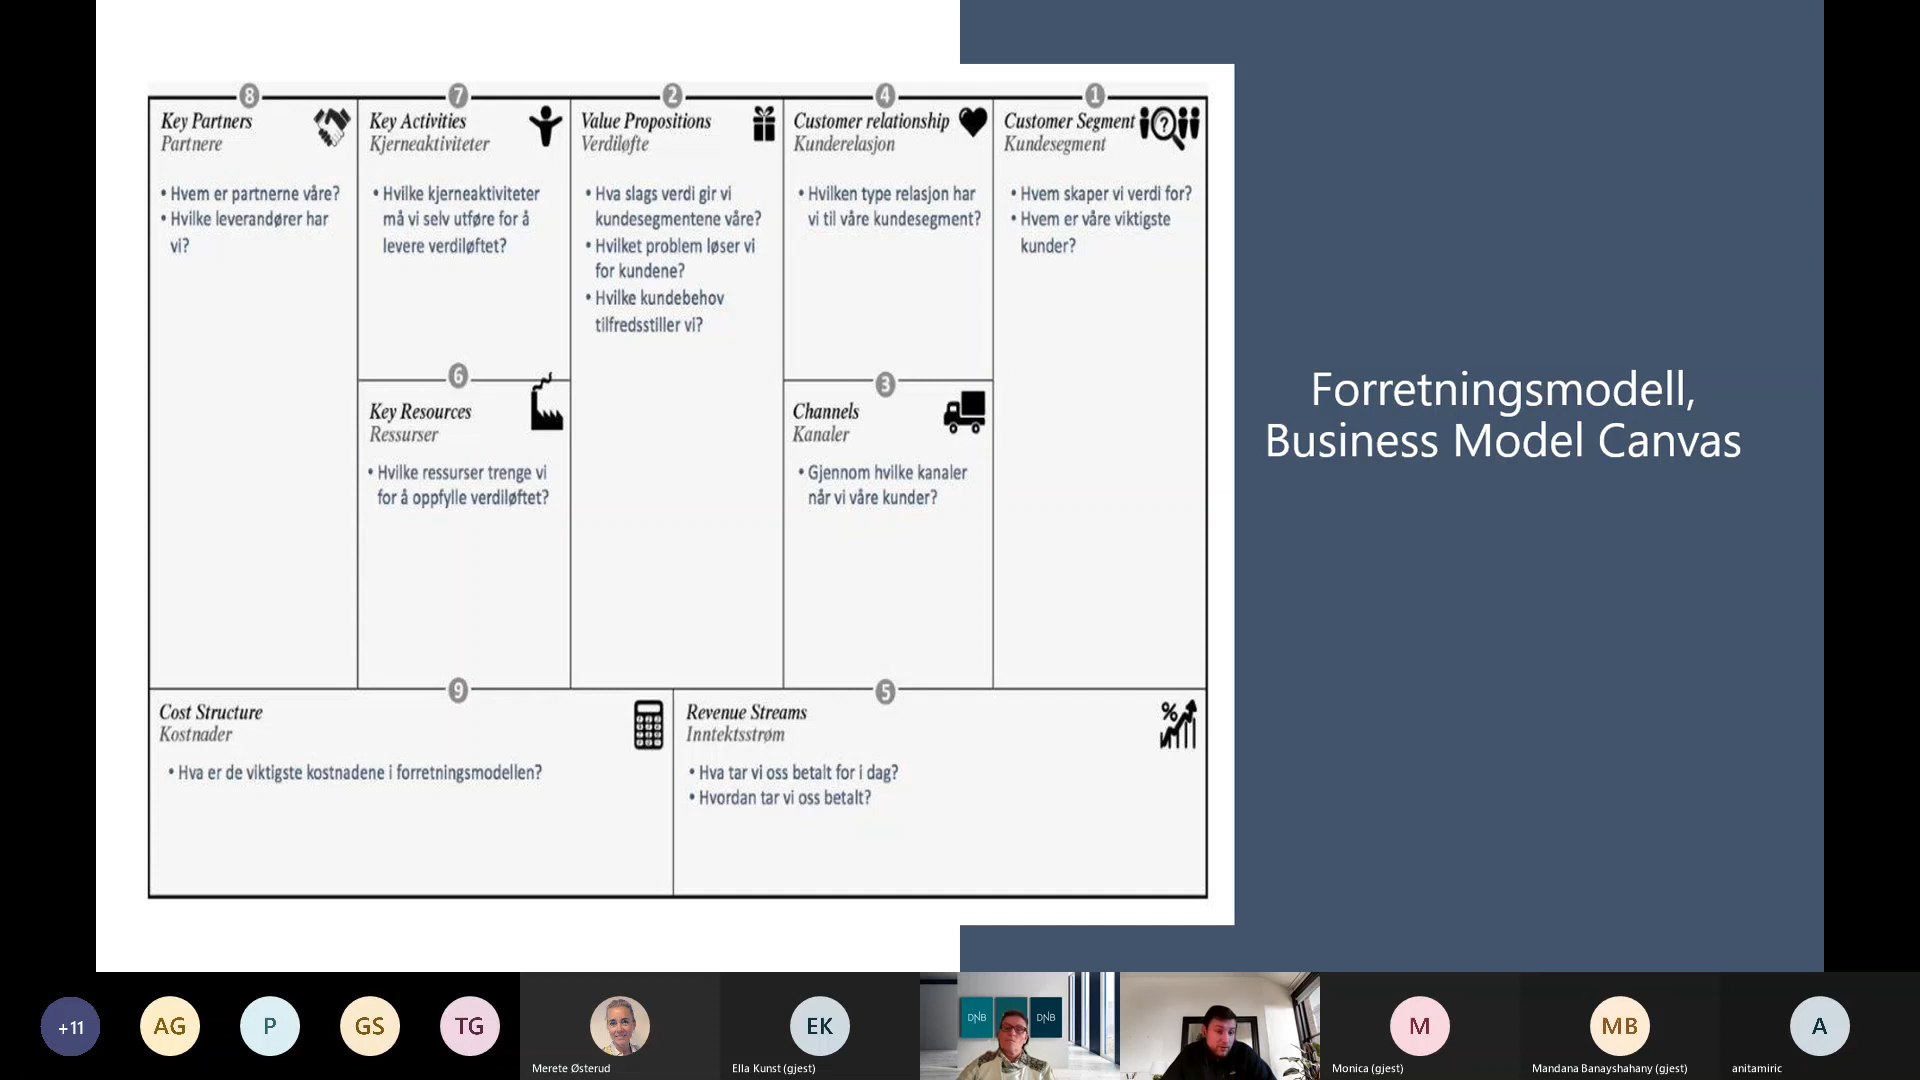 8
Key Partners
Partnere
• Hvem er partnerne våre?
• Hvilke leverandører har
vi?
7
Key Activities
Kjerneaktiviteter
• Hvilke kjerneaktiviteter
må vi selv utføre for å
levere verdiløftet?
6
Key Resources
Ressurser
• Hvilke ressurser trenge vi
for å oppfylle verdiløftet?
2
Value Propositions
Verdiløfte
• Hva slags verdi gir vi
kundesegmentene våre?
• Hvilket problem løser vi
for kundene?
• Hvilke kundebehov
tilfredsstiller vi?
4
Customer relationship
Kunderelasjon
• Hvilken type relasjon har
vi til våre kundesegment?
3
Channels
Kanaler
• Gjennom hvilke kanaler
når vi våre kunder?
1
Customer Segment
?
Kundesegment
• Hvem skaper vi verdi for?
• Hvem er våre viktigste
kunder?
9
Cost Structure
Kostnader
• Hva er de viktigste kostnadene i forretningsmodellen?
5
Revenue Streams
%
Inntektsstrøm
• Hva tar vi oss betalt for i dag?
• Hvordan tar vi oss betalt?
Forretningsmodell,
Business Model Canvas
+11
AG
P
GS
TG
Merete Østerud
EK
Ella Kunst (gjest)
DNB
DNB
M
Monica (gjest)
MB
Mandana Banayshahany (gjest)
A
anitamiric